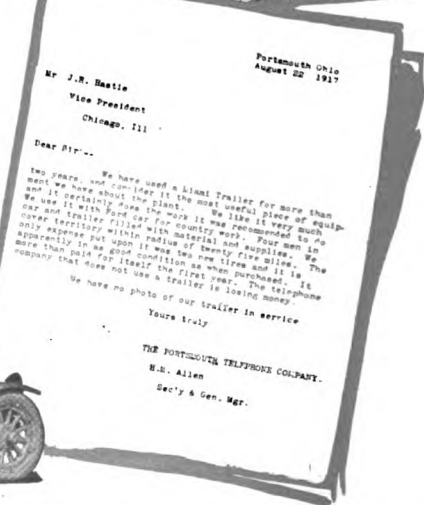 Portsmouth Ohio
August 22 1917
Mr J.R. Hastie
Vice President
Chicago, Ill
Dear Sir--
We have used a Miami Trailer for more than
two years, and consider it the most useful piece of equip-
ment we have about the plant. We like it very much
and it certainly does the work it was recommended to do
We use it with Ford car for country work. Four men in
car and trailer filled with material and supplies. We
cover territory within radius of twenty five miles. The
only expense put upon it was two new tires and it is
apparently in as good condition as when purchased. It
more than paid for itself the first year. The telephone
company that does not use a trailer is losing money.
We have no photo of our trailer in service
Yours truly
THE PORTSMOUTH TELEPHONE COMPANY.
H.E. Allen
Sec'y & Gen. Mgr.